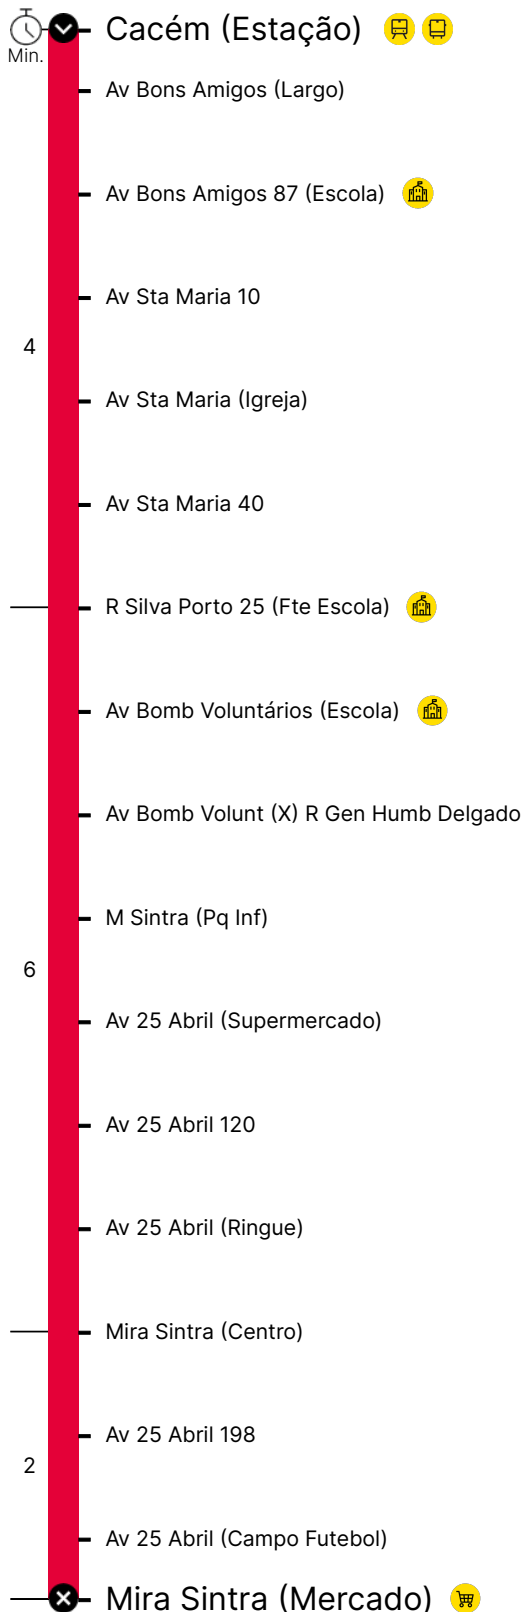 Cacém (Estação)
Min.
Av Bons Amigos (Largo)
Av Bons Amigos 87 (Escola)
Av Sta Maria 10
4
Av Sta Maria (Igreja)
Av Sta Maria 40
R Silva Porto 25 (Fte Escola)
Av Bomb Voluntários (Escola)
Av Bomb Volunt (X) R Gen Humb Delgado
M Sintra (Pq Inf)
6
Av 25 Abril (Supermercado)
Av 25 Abril 120
Av 25 Abril (Ringue)
Mira Sintra (Centro)
Av 25 Abril 198
2
Av 25 Abril (Campo Futebol)
Mira Sintra (Mercado)